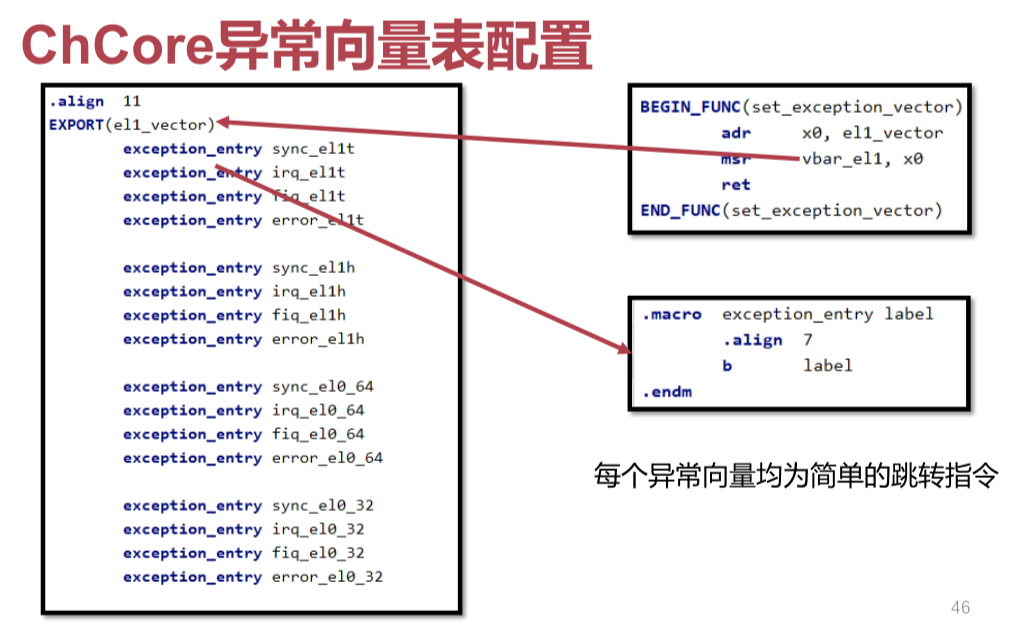 ChCore异常向量表配置
.align 11
EXPORT(el1_vector)
exception_entry sync_el1t
exception_entry irq_el1t
exception_entry fiq_el1t
exception_entry error_el1t
exception_entry sync_el1h
exception_entry irq_el1h
exception_entry fiq_el1h
exception_entry error_el1h
exception_entry sync_el0_64
exception_entry irq_el0_64
exception_entry fiq_el0_64
exception_entry error_el0_64
exception_entry sync_el0_32
exception_entry irq_el0_32
exception_entry fiq_el0_32
exception_entry error_el0_32
BEGIN_FUNC(set_exception_vector)
adr x0, el1_vector
msr vbar_el1, x0
ret
END_FUNC(set_exception_vector)
.macro exception_entry label
.align 7
b label
.endm
每个异常向量均为简单的跳转指令
46